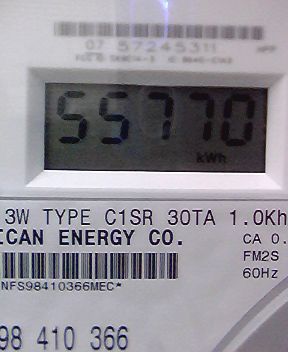 07 57245311
55770
kWh
3W TYPE C1SR 30TA 1.0Kh
ICAN ENERGY CO.
CA 0.
FM2S
60Hz
NFS98410366MEC*
98 410 366